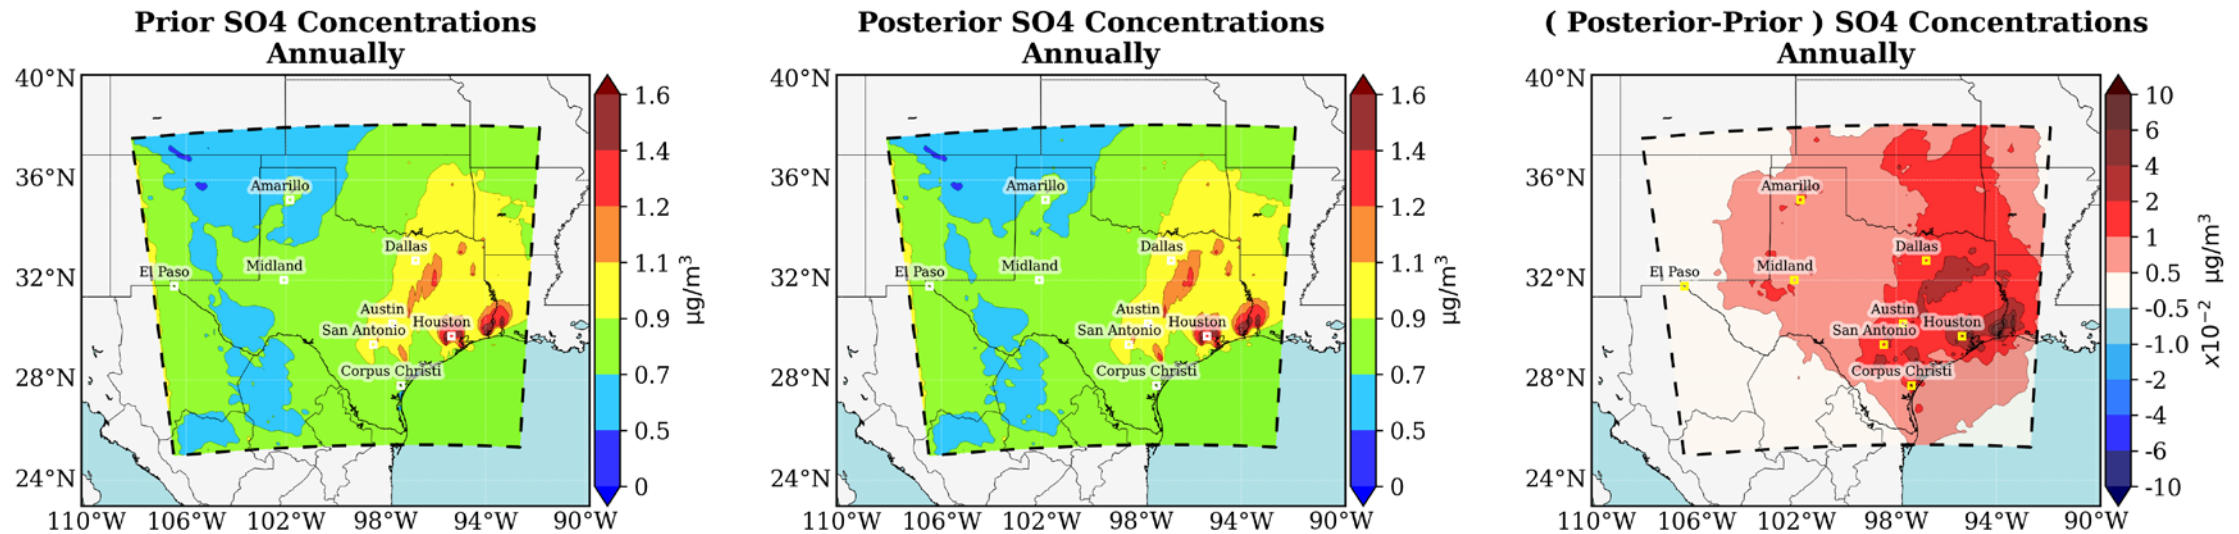 Prior SO4 Concentrations
Annually
40°N
36°N
32°N
28°N
24°N
110°W 106°W 102°W 98°W 94°W 90°W
Amarillo
Dallas
Midland
El Paso
Austin
San Antonio
Houston
Corpus Christi
1.6
1.4
1.2
1.1
0.9
0.7
0.5
0
μg/m³
Posterior SO4 Concentrations
Annually
40°N
36°N
32°N
28°N
24°N
110°W 106°W 102°W 98°W 94°W 90°W
Amarillo
Dallas
Midland
El Paso
Austin
San Antonio
Houston
Corpus Christi
1.6
1.4
1.2
1.1
0.9
0.7
0.5
0
μg/m³
( Posterior-Prior ) SO4 Concentrations
Annually
40°N
36°N
32°N
28°N
24°N
110°W 106°W 102°W 98°W 94°W 90°W
Amarillo
Dallas
Midland
El Paso
Austin
San Antonio
Houston
Corpus Christi
10
6
4
2
1
0.5
-0.5
-1.0
-2
-4
-6
-10
x10⁻² μg/m³